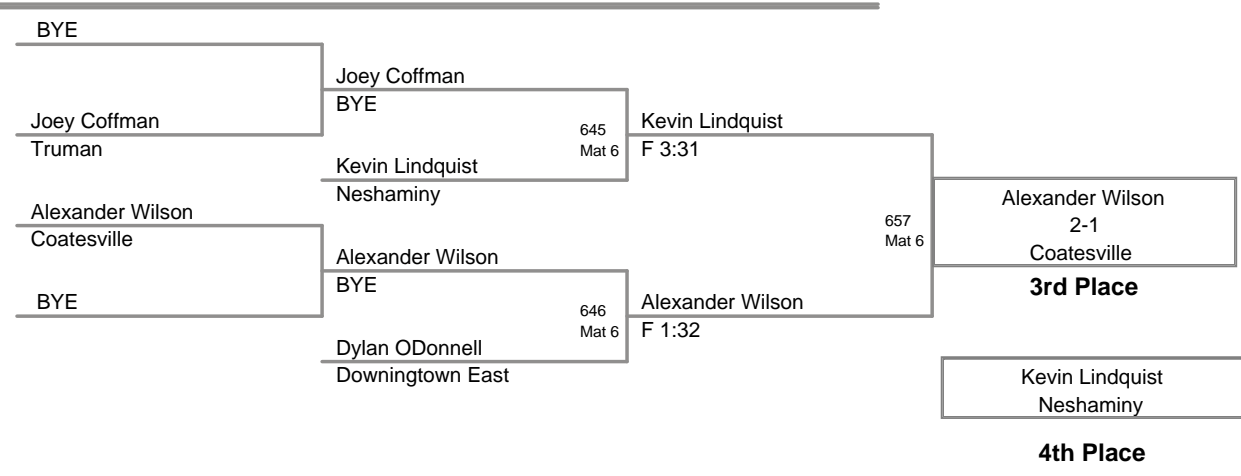 BYE
Joey Coffman
BYE
Joey Coffman
Truman
645
Mat 6
Kevin Lindquist
F 3:31
Kevin Lindquist
Neshaminy
Alexander Wilson
Coatesville
657
Mat 6
Alexander Wilson
2-1
Coatesville
3rd Place
Alexander Wilson
BYE
BYE
646
Mat 6
Alexander Wilson
F 1:32
Dylan ODonnell
Downingtown East
Kevin Lindquist
Neshaminy
4th Place